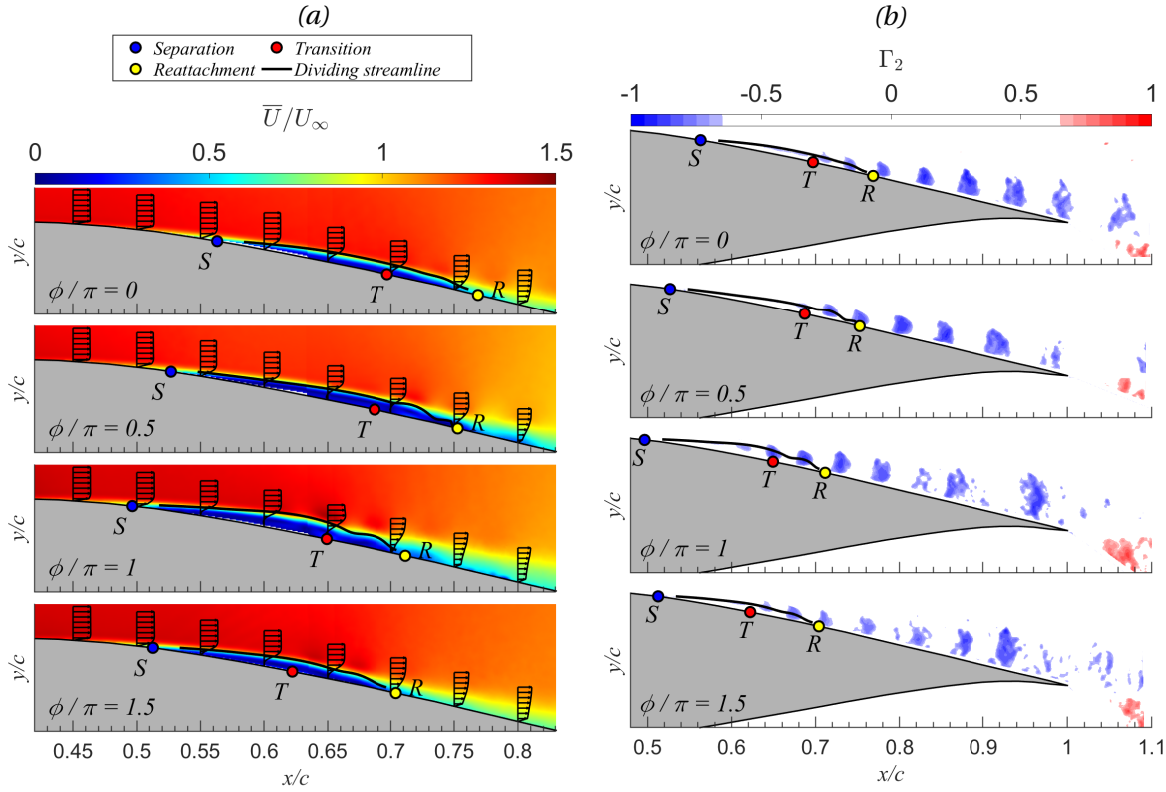 (a)
Separation Transition
Reattachment Dividing streamline
U̅/U∞
0 0.5 1 1.5
y/c
S T R
ϕ/π = 0
y/c
S T R
ϕ/π = 0.5
y/c
S T R
ϕ/π = 1
y/c
S T R
ϕ/π = 1.5
0.45 0.5 0.55 0.6 0.65 0.7 0.75 0.8
x/c
(b)
Γ₂
-1 -0.5 0 0.5 1
y/c
S T R
ϕ/π = 0
y/c
S T R
ϕ/π = 0.5
y/c
S T R
ϕ/π = 1
y/c
S T R
ϕ/π = 1.5
0.5 0.6 0.7 0.8 0.9 1 1.1
x/c